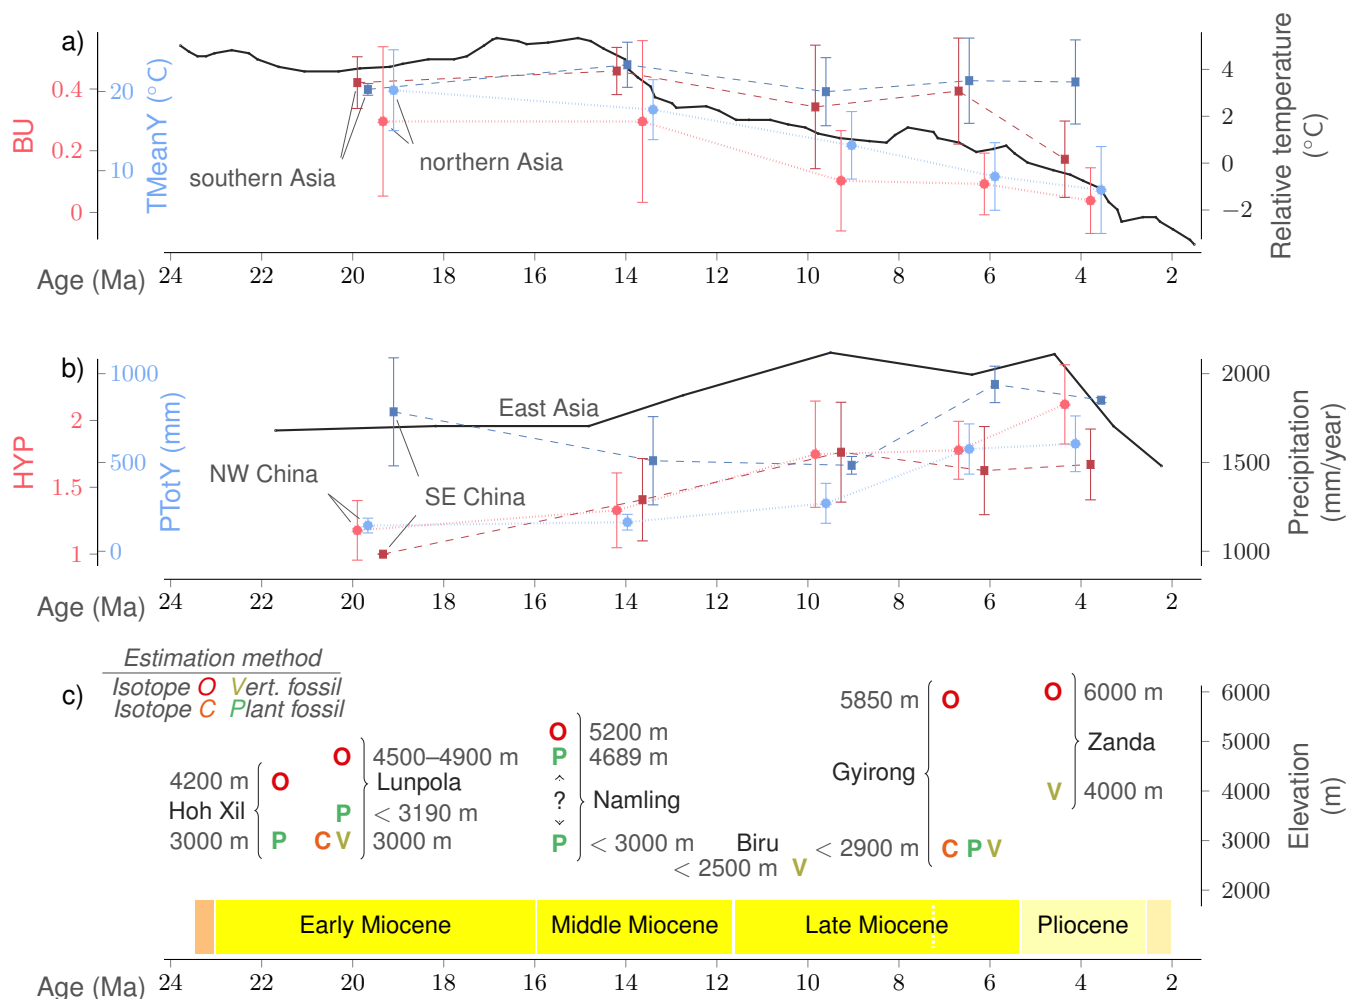 a)
BU
0.4
0.2
0
TMeanY (°C)
20
10
southern Asia
northern Asia
4
2
0
−2
Relative temperature
(°C)
Age (Ma)
24 22 20 18 16 14 12 10 8 6 4 2
b)
HYP
2
1.5
1
PTotY (mm)
1000
500
0
East Asia
NW China
SE China
2000
1500
1000
Precipitation
(mm/year)
Age (Ma)
24 22 20 18 16 14 12 10 8 6 4 2
Estimation method
Isotope O Vert. fossil
Isotope C Plant fossil
c)
4200 m O
Hoh Xil
3000 m P
O 4500–4900 m
Lunpola
P < 3190 m
C V 3000 m
O 5200 m
P 4689 m
? Namling
P < 3000 m
Biru
< 2500 m V
5850 m O
Gyirong
< 2900 m C P V
O 6000 m
Zanda
V 4000 m
6000
5000
4000
3000
2000
Elevation
(m)
Early Miocene Middle Miocene Late Miocene Pliocene
Age (Ma)
24 22 20 18 16 14 12 10 8 6 4 2